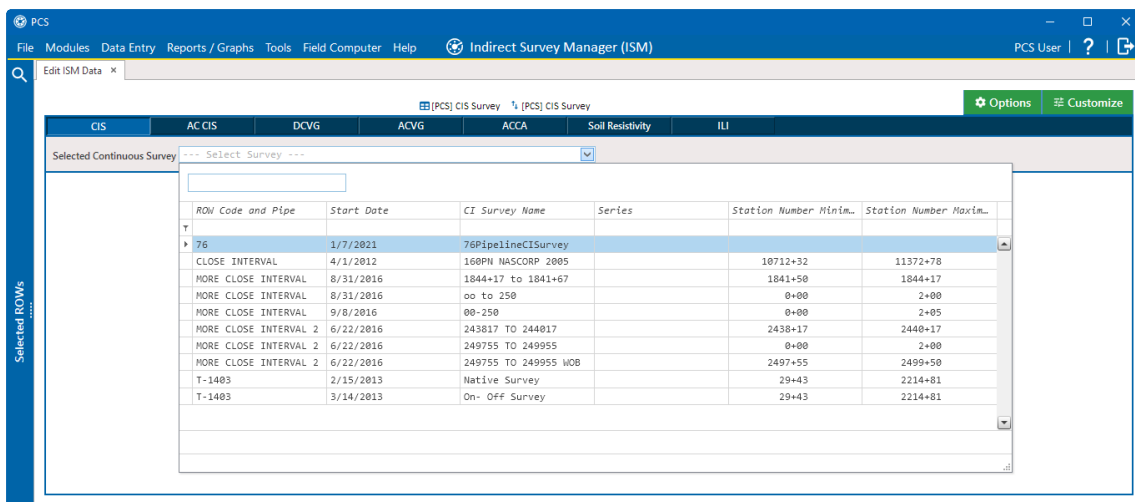 PCS
File Modules Data Entry Reports / Graphs Tools Field Computer Help Indirect Survey Manager (ISM) PCS User | ? |
Edit ISM Data ×
[PCS] CIS Survey [PCS] CIS Survey Options Customize
CIS AC CIS DCVG ACVG ACCA Soil Resistivity ILI
Selected Continuous Survey --- Select Survey ---
ROW Code and Pipe Start Date CI Survey Name Series Station Number Minim… Station Number Maxim…
76 1/7/2021 76PipelineCISurvey
CLOSE INTERVAL 4/1/2012 160PN NASCORP 2005 10712+32 11372+78
MORE CLOSE INTERVAL 8/31/2016 1844+17 to 1841+67 1841+50 1844+17
MORE CLOSE INTERVAL 8/31/2016 oo to 250 0+00 2+00
MORE CLOSE INTERVAL 9/8/2016 00-250 0+00 2+05
MORE CLOSE INTERVAL 2 6/22/2016 243817 TO 244017 2438+17 2440+17
MORE CLOSE INTERVAL 2 6/22/2016 249755 TO 249955 0+00 2+00
MORE CLOSE INTERVAL 2 6/22/2016 249755 TO 249955 WOB 2497+55 2499+50
T-1403 2/15/2013 Native Survey 29+43 2214+81
T-1403 3/14/2013 On- Off Survey 29+43 2214+81
Selected ROWs